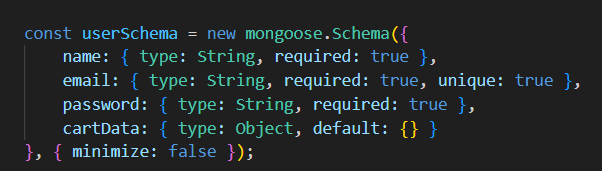 const userSchema = new mongoose.Schema({
    name: { type: String, required: true },
    email: { type: String, required: true, unique: true },
    password: { type: String, required: true },
    cartData: { type: Object, default: {} }
}, { minimize: false });